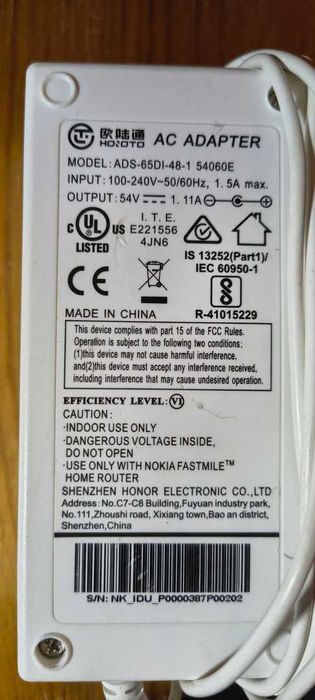 欧陆通
HONOTO
AC ADAPTER
MODEL: ADS-65DI-48-1 54060E
INPUT: 100-240V~50/60Hz, 1.5A max.
OUTPUT: 54V⎓1.11A
C UL US
LISTED
I.T.E.
E221556
4JN6
IS 13252(Part1)/
IEC 60950-1
CE
R-41015229
MADE IN CHINA
This device complies with part 15 of the FCC Rules.
Operation is subject to the following two conditions;
(1)this device may not cause harmful interference,
and(2)this device must accept any interference received,
including interference that may cause undesired operation.
EFFICIENCY LEVEL: VI
CAUTION:
·INDOOR USE ONLY
·DANGEROUS VOLTAGE INSIDE,
DO NOT OPEN
·USE ONLY WITH NOKIA FASTMILE™
HOME ROUTER
SHENZHEN HONOR ELECTRONIC CO.,LTD
Address: No.C7-C8 Building,Fuyuan industry park,
No.111,Zhoushi road, Xixiang town,Bao an district,
Shenzhen,China
S/N: NK_IDU_P0000387P00202